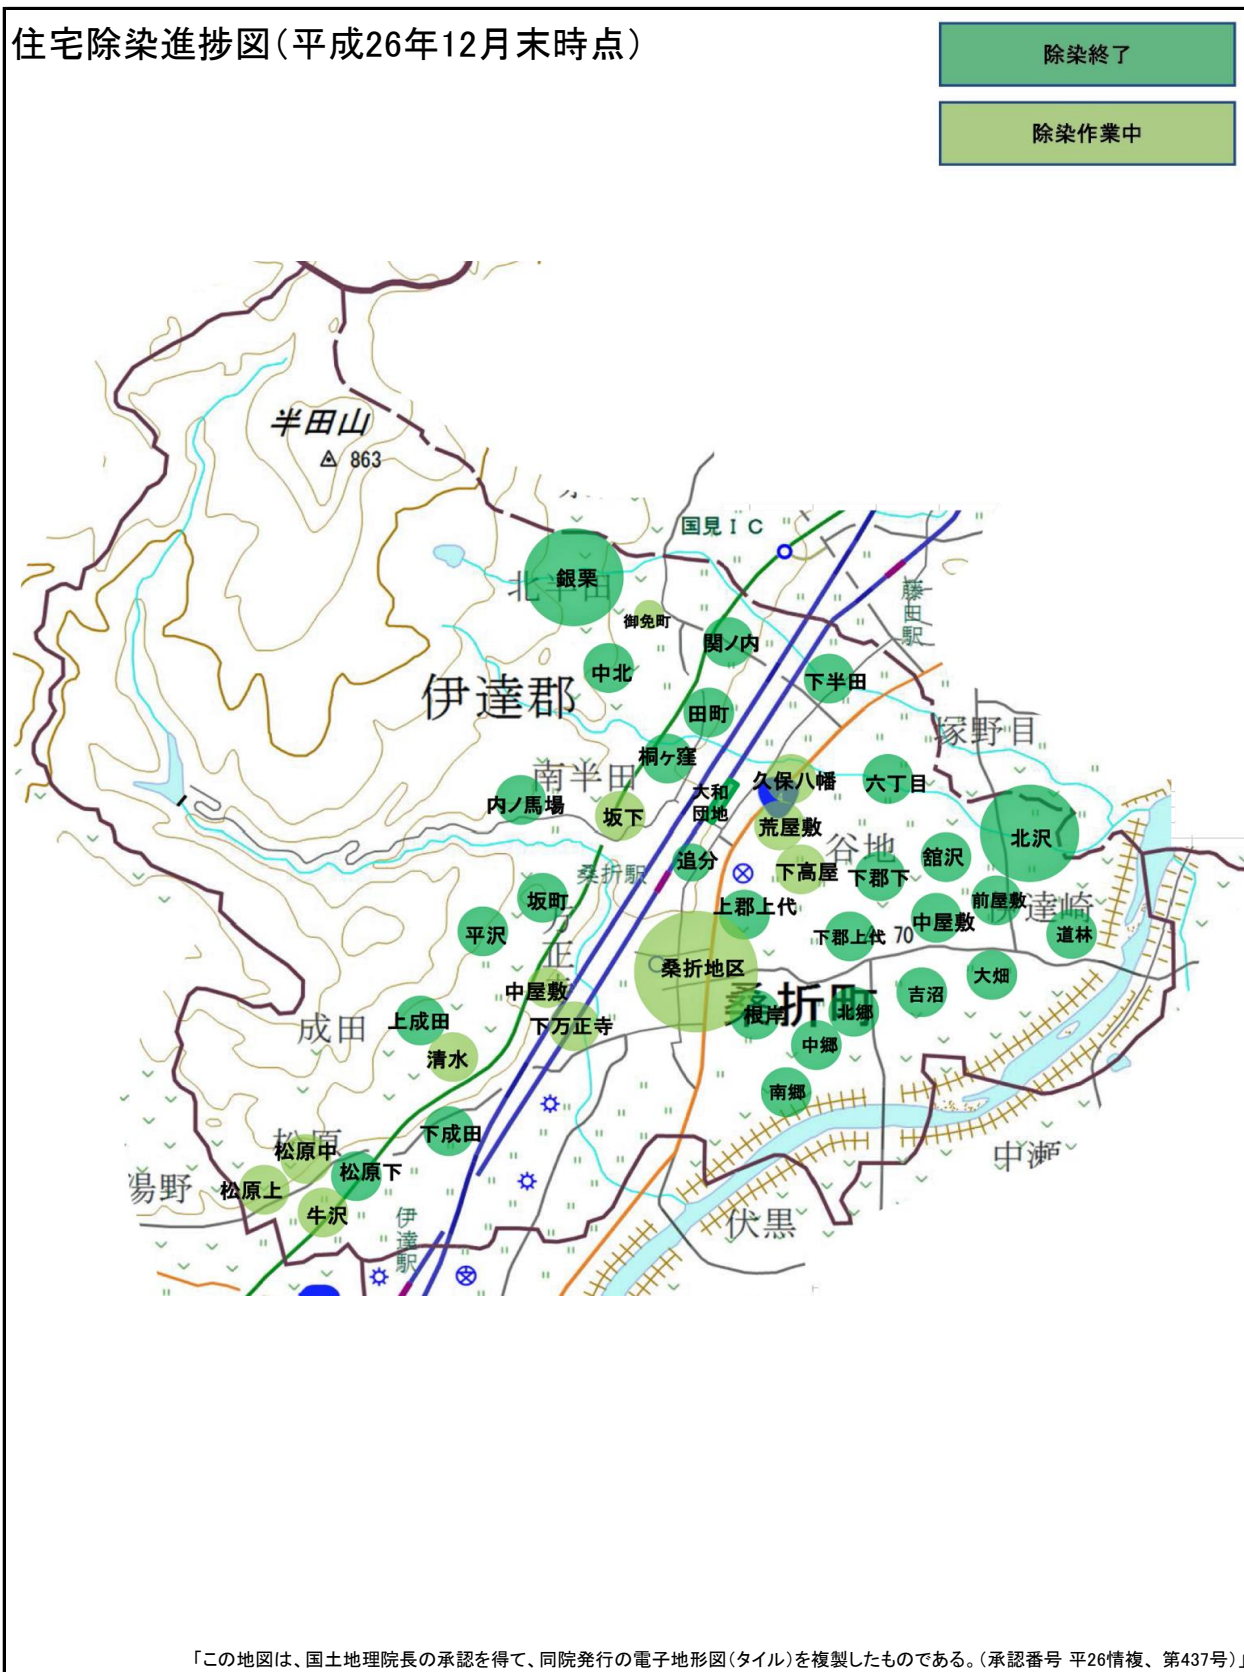 住宅除染進捗図（平成26年12月末時点）
除染終了
除染作業中
半田山
863
国見ＩＣ
藤田駅
北半田
銀栗
御免町
関ノ内
中北
下半田
伊達郡
田町
塚野目
桐ヶ窪
南半田
久保八幡
六丁目
内ノ馬場
大和
団地
坂下
荒屋敷
北沢
谷地
舘沢
追分
下高屋
下郡下
桑折駅
坂町
上郡上代
前屋敷
伊達崎
中屋敷
平沢
下郡上代
70
道林
桑折地区
大畑
中屋敷
吉沼
桑折町
根岸
北郷
上成田
下万正寺
成田
清水
中郷
南郷
下成田
松原
松原中
松原下
松原上
湯野
牛沢
中瀬
伏黒
伊達駅
「この地図は、国土地理院長の承認を得て、同院発行の電子地形図（タイル）を複製したものである。（承認番号 平26情複、 第437号）」